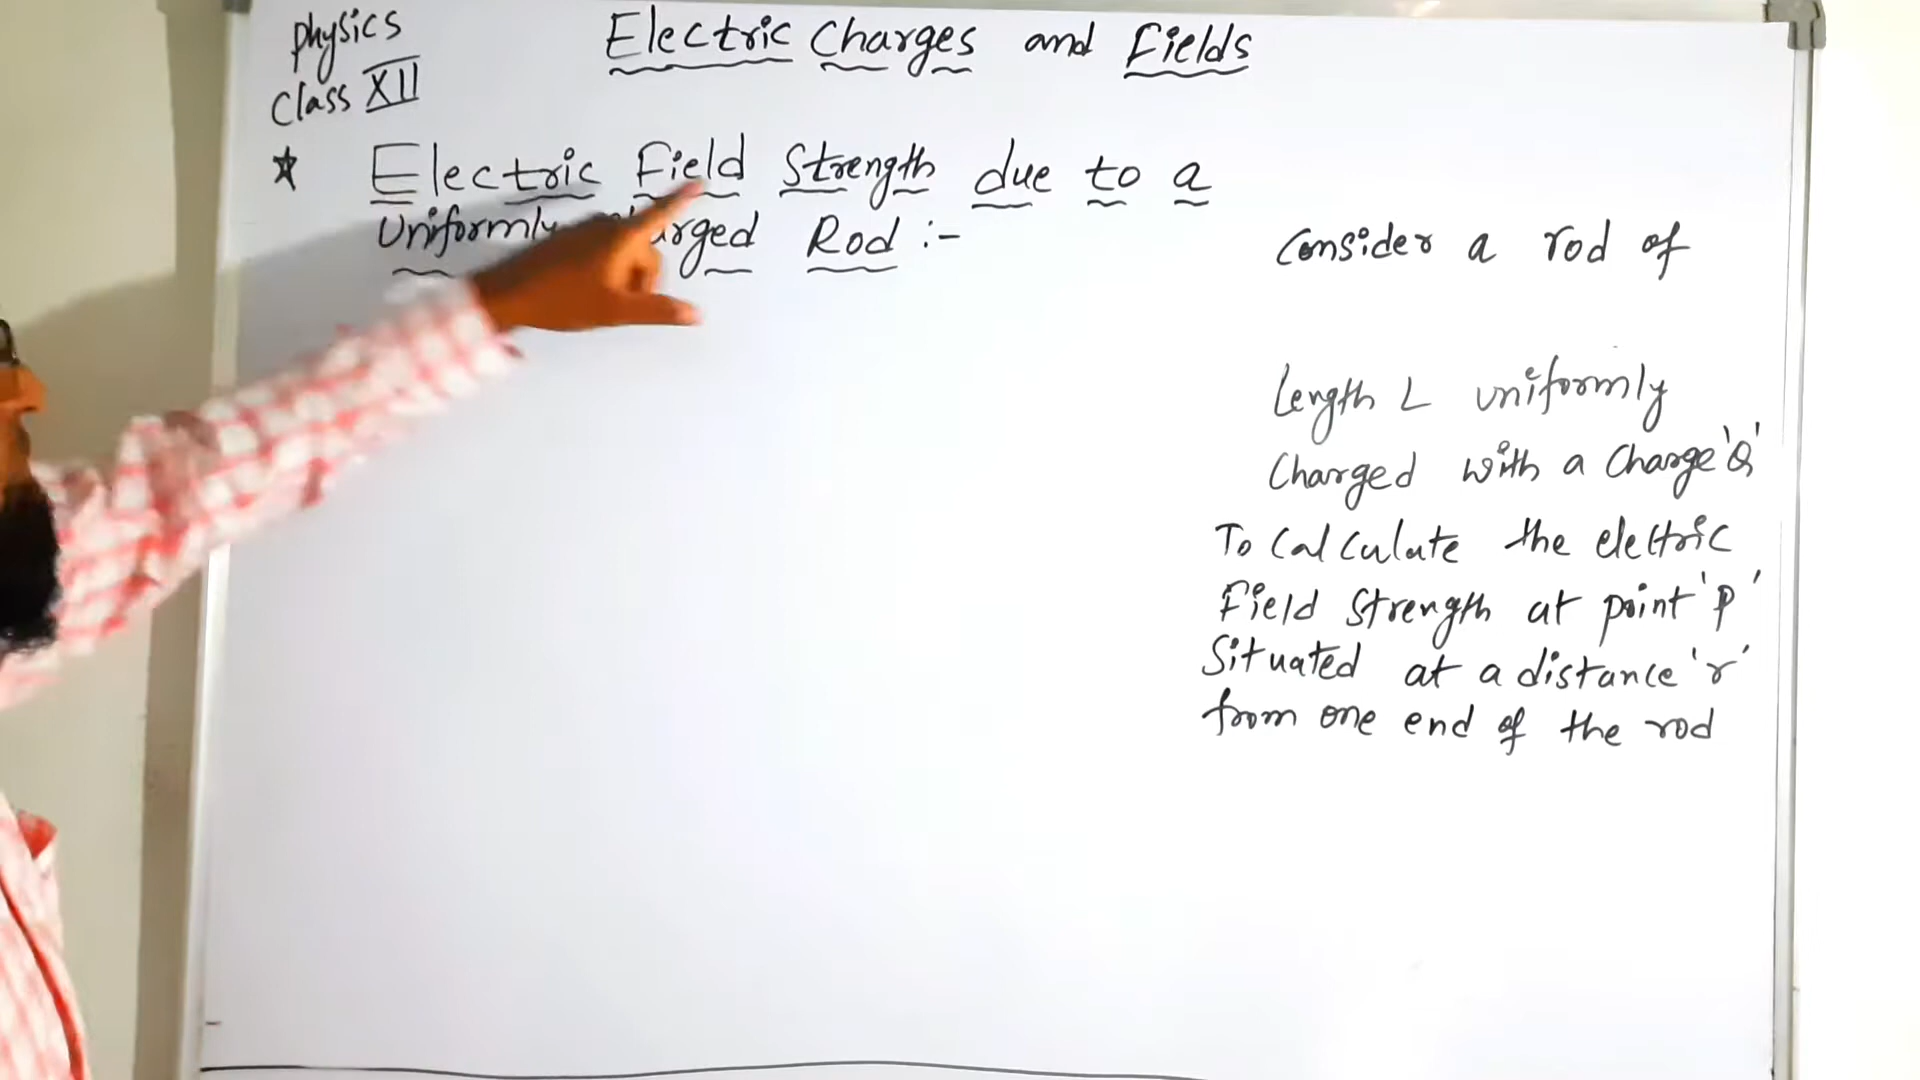 Physics
Class XII
Electric Charges and Fields
☆ Electric Field Strength due to a
Uniformly Rod :-
Consider a rod of
Length L uniformly
Charged with a Charge 'Q'
To Calculate the electric
Field Strength at point 'P'
Situated at a distance 'r'
from one end of the rod